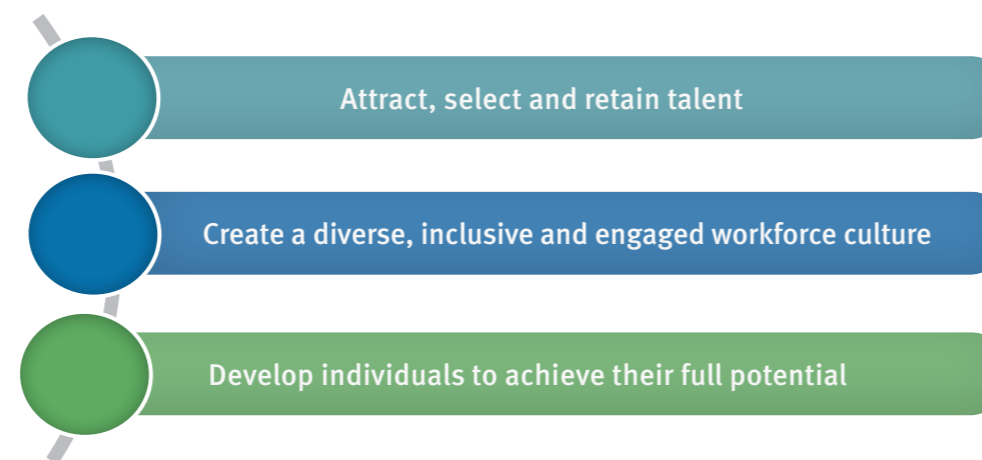 Attract, select and retain talent
Create a diverse, inclusive and engaged workforce culture
Develop individuals to achieve their full potential